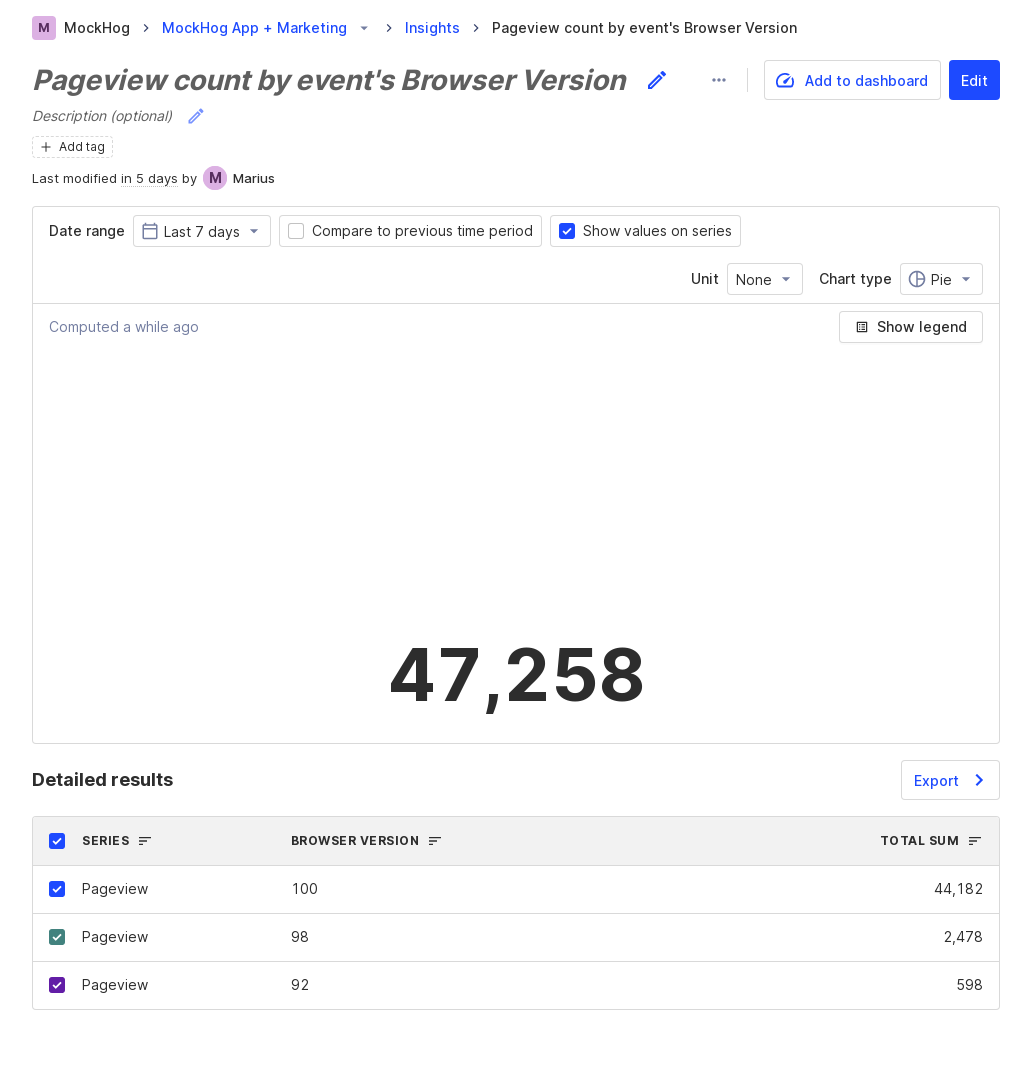 M MockHog MockHog App + Marketing Insights Pageview count by event's Browser Version
Pageview count by event's Browser Version
Add to dashboard
Edit
Description (optional)
Add tag
Last modified in 5 days by M Marius
Date range Last 7 days Compare to previous time period Show values on series
Unit None Chart type Pie
Computed a while ago Show legend
47,258
Detailed results Export
SERIES BROWSER VERSION TOTAL SUM
Pageview 100 44,182
Pageview 98 2,478
Pageview 92 598